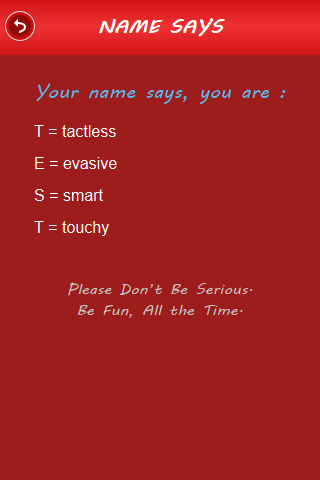 NAME SAYS
Your name says, you are :
T = tactless
E = evasive
S = smart
T = touchy
Please Don't Be Serious.
Be Fun, All the Time.